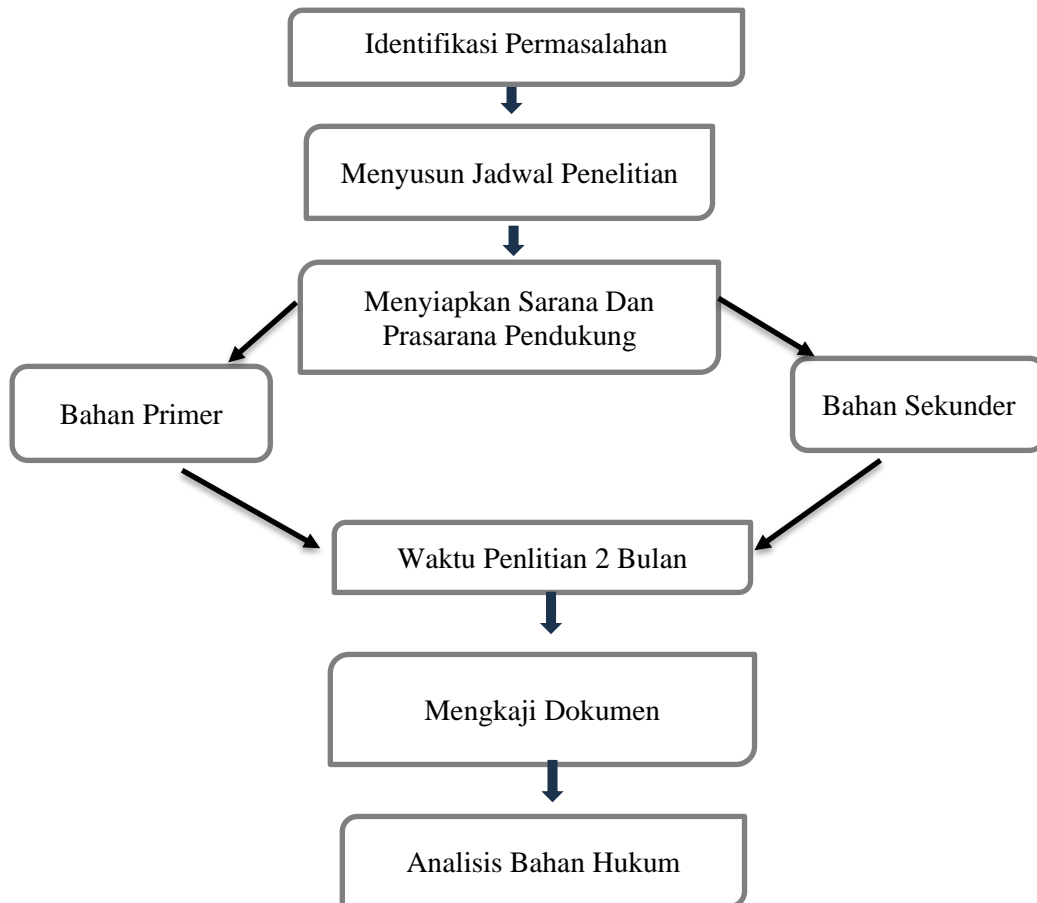 Identifikasi Permasalahan
Menyusun Jadwal Penelitian
Menyiapkan Sarana Dan
Prasarana Pendukung
Bahan Primer
Bahan Sekunder
Waktu Penlitian 2 Bulan
Mengkaji Dokumen
Analisis Bahan Hukum